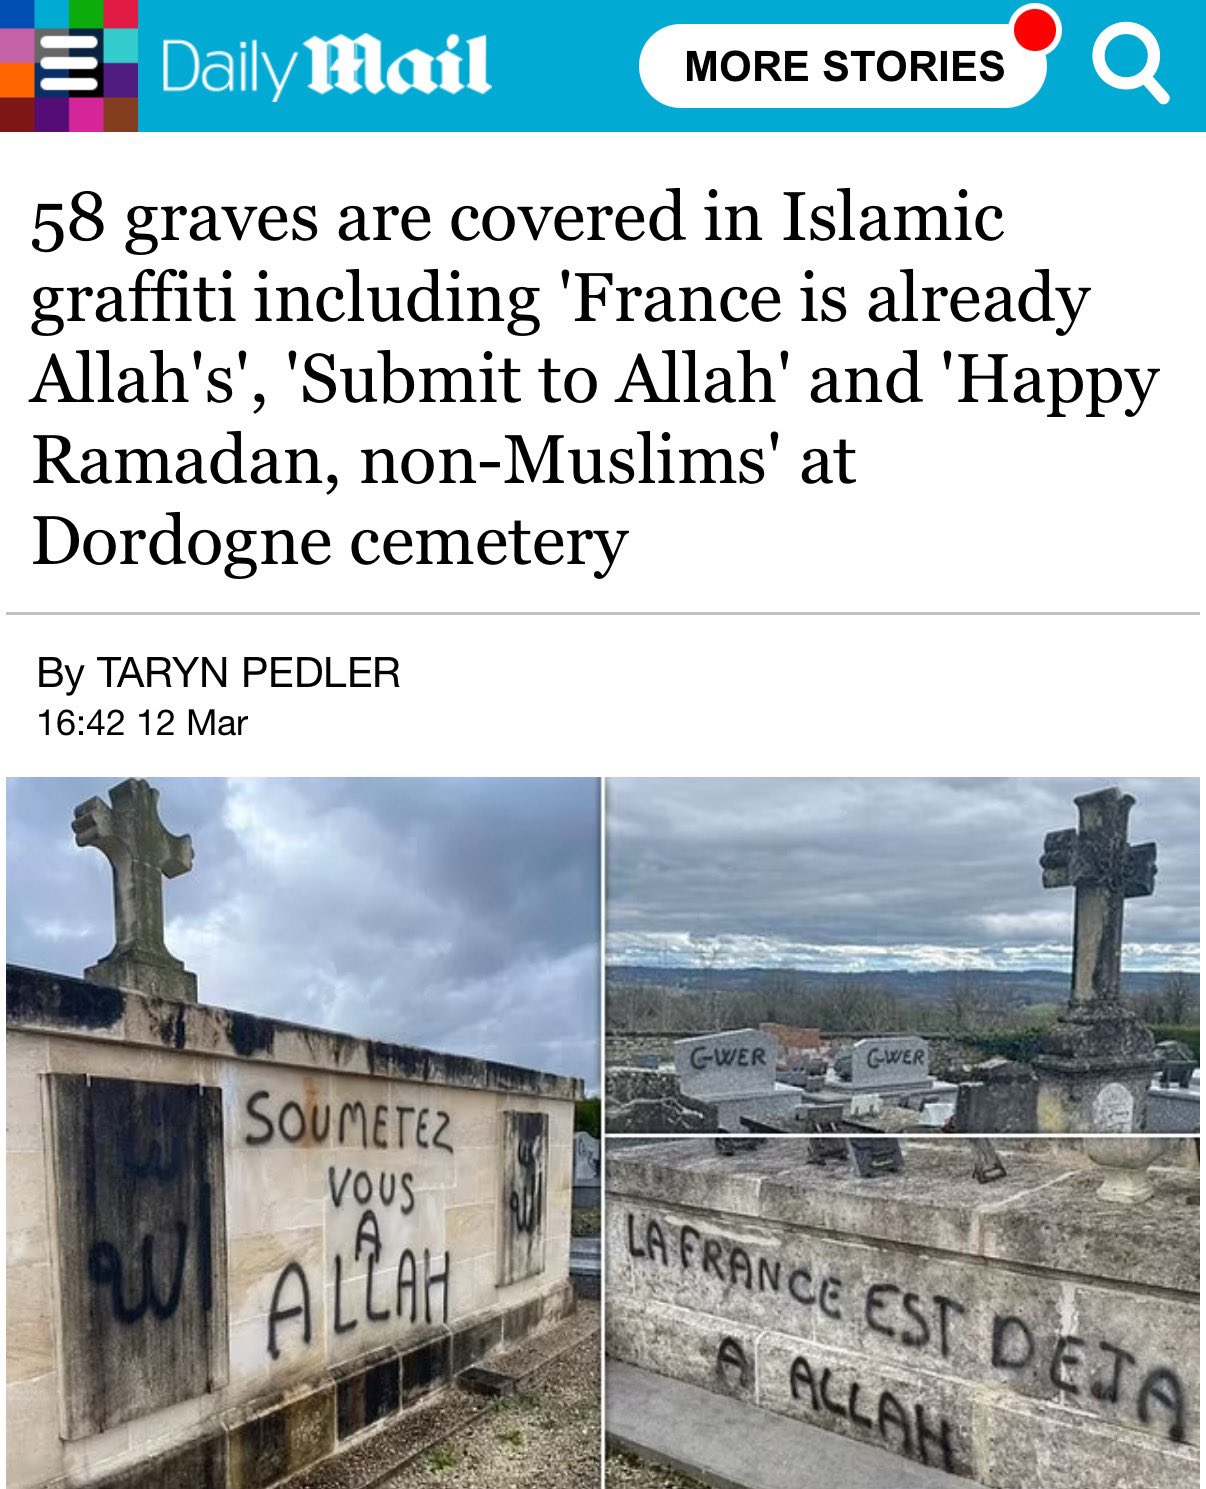 Daily Mail
MORE STORIES
58 graves are covered in Islamic
graffiti including 'France is already
Allah's', 'Submit to Allah' and 'Happy
Ramadan, non-Muslims' at
Dordogne cemetery
By TARYN PEDLER
16:42 12 Mar
SOUMETEZ
VOUS
A
ALLAH
G-WER
G-WER
LA FRANCE EST DEJA
A ALLAH